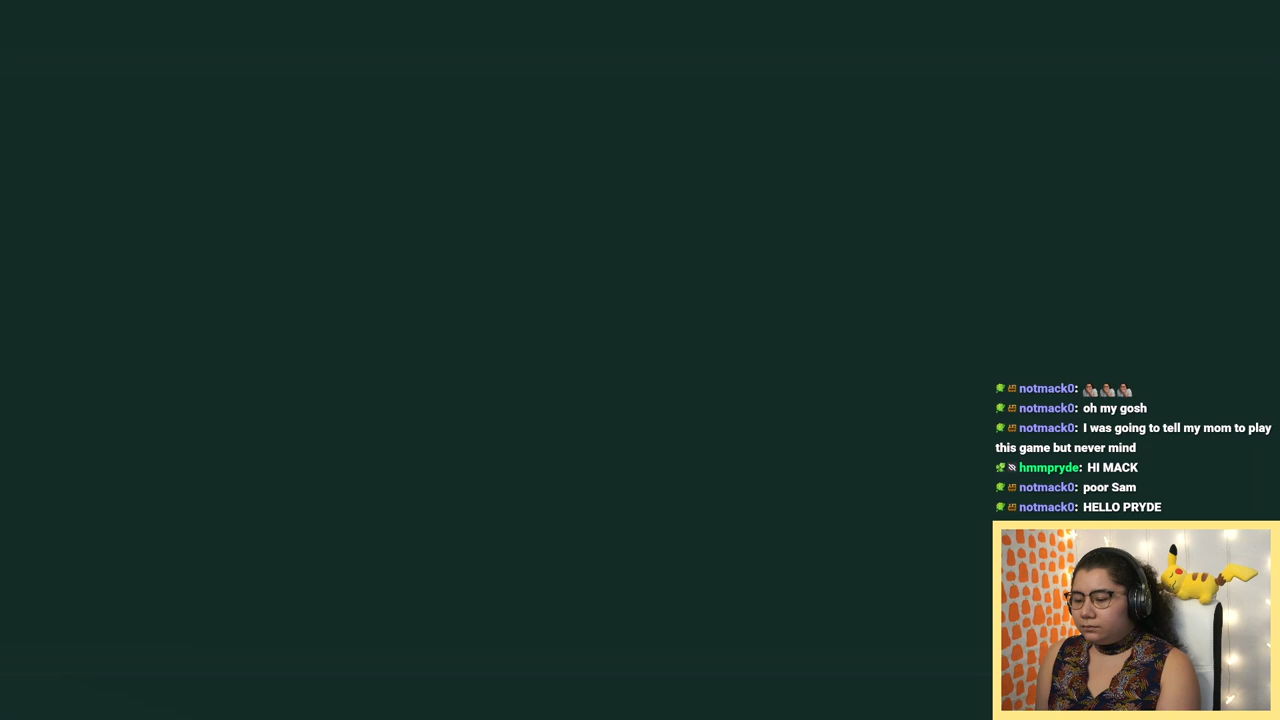 notmack0:
notmack0: oh my gosh
notmack0: I was going to tell my mom to play
this game but never mind
hmmpryde: HI MACK
notmack0: poor Sam
notmack0: HELLO PRYDE